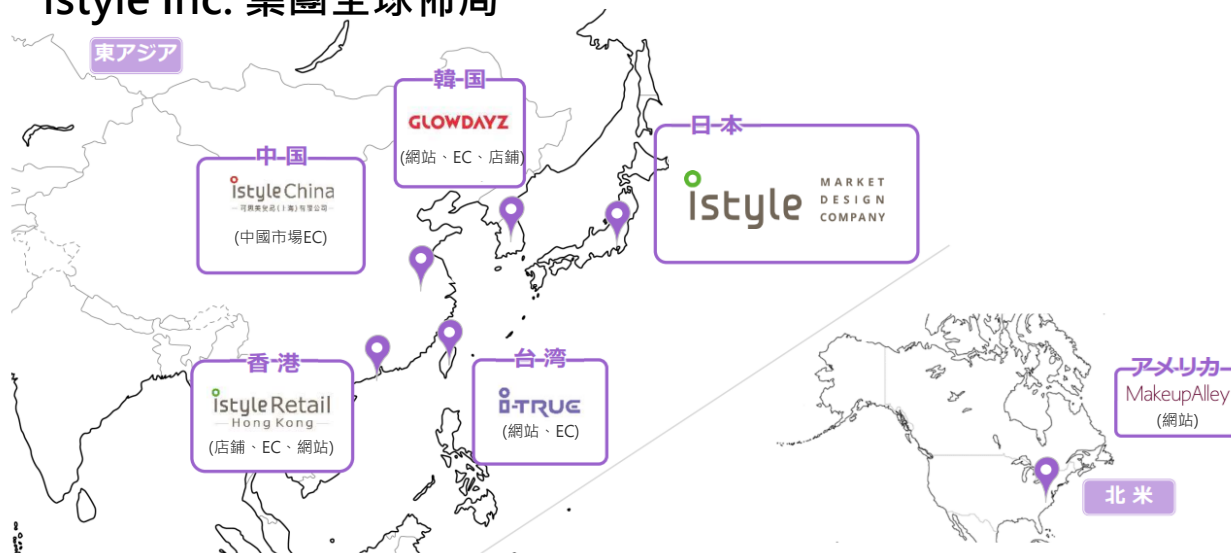 istyle Inc. 集團全球佈局
東アジア
韓国
GLOWDAYZ
(網站、EC、店鋪)
中国
istyle China
(中國市場EC)
日本
istyle
MARKET
DESIGN
COMPANY
香港
istyle Retail
Hong Kong
(店鋪、EC、網站)
台湾
i-TRUE
(網站、EC)
アメリカ
MakeupAlley
(網站)
北米